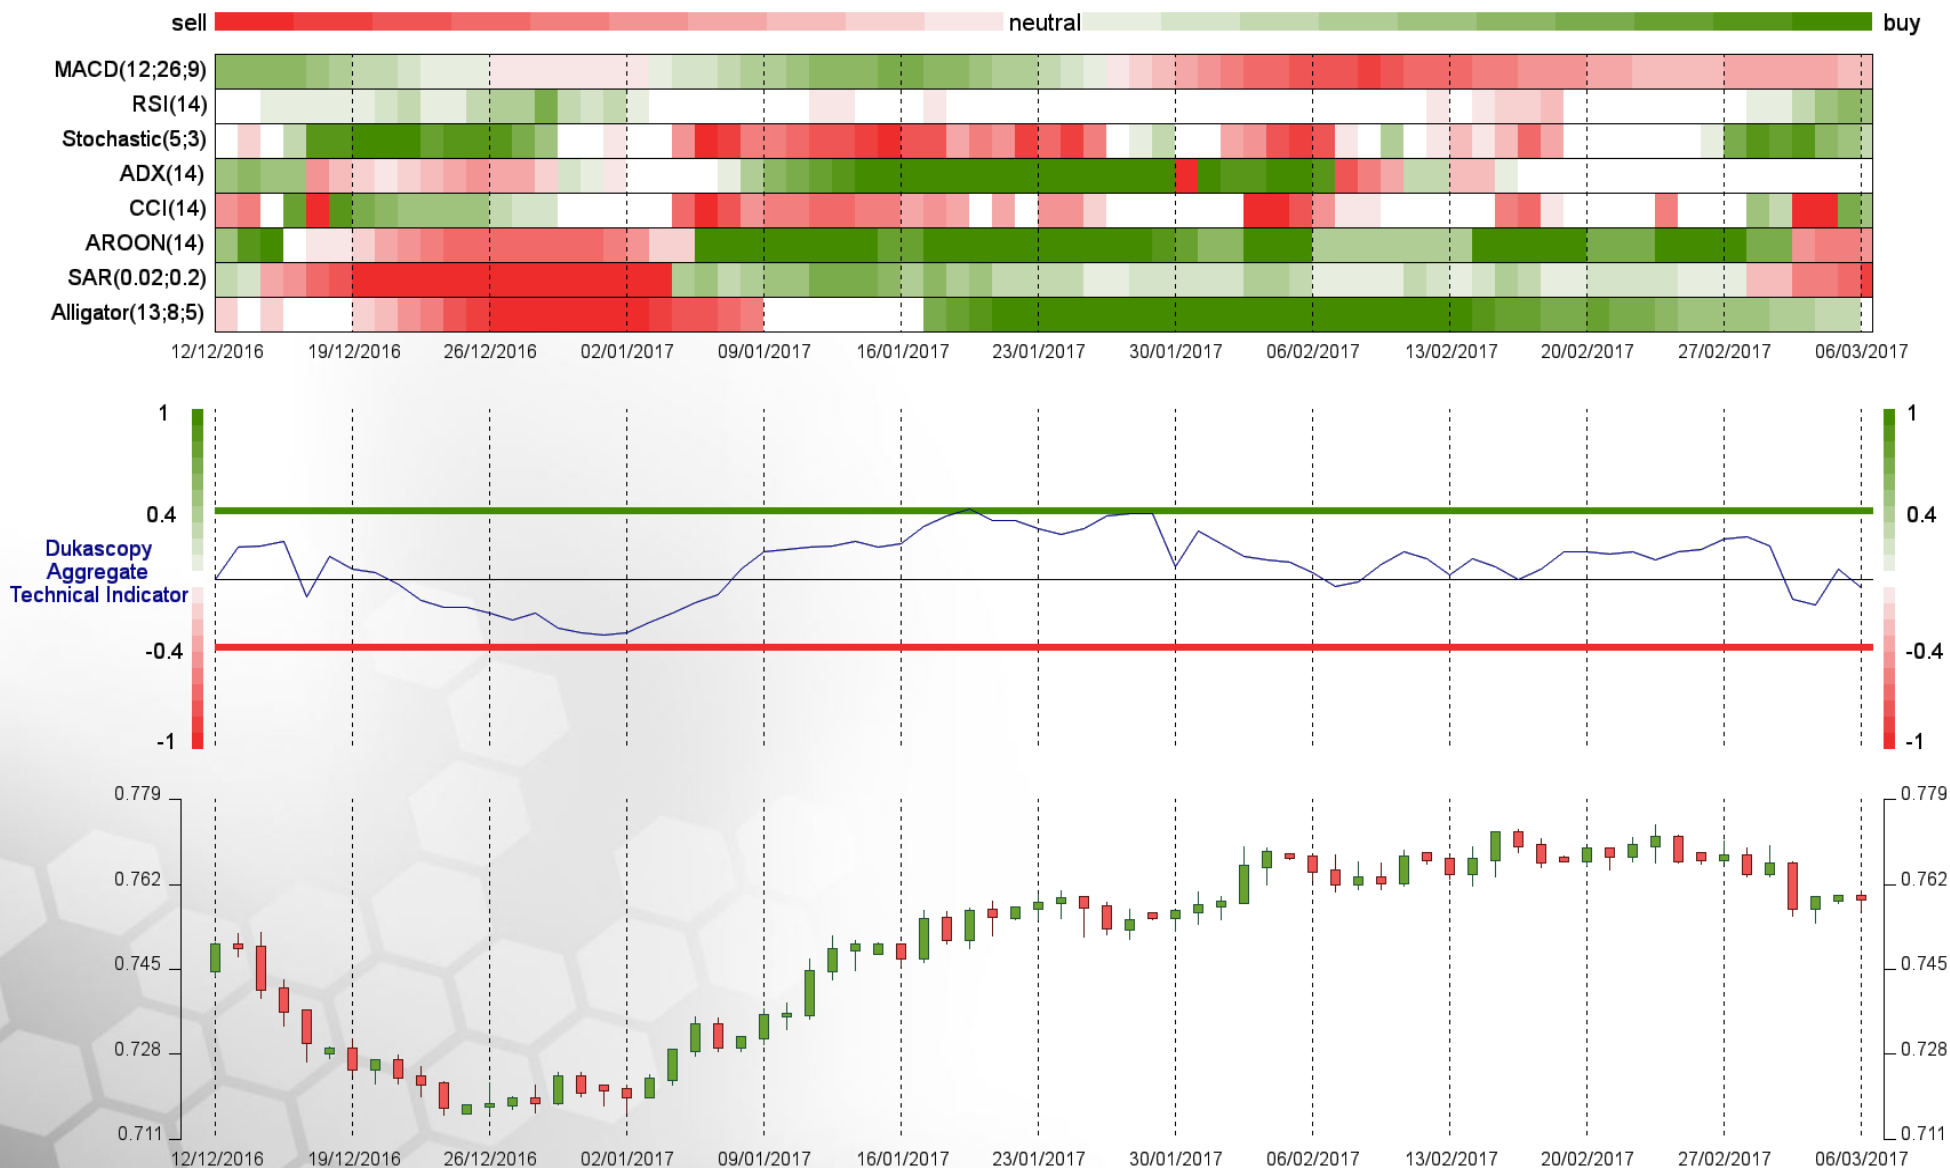 sell neutral buy
MACD(12;26;9)
RSI(14)
Stochastic(5;3)
ADX(14)
CCI(14)
AROON(14)
SAR(0.02;0.2)
Alligator(13;8;5)
12/12/2016 19/12/2016 26/12/2016 02/01/2017 09/01/2017 16/01/2017 23/01/2017 30/01/2017 06/02/2017 13/02/2017 20/02/2017 27/02/2017 06/03/2017
1 1
0.4 0.4
Dukascopy
Aggregate
Technical Indicator
-0.4 -0.4
-1 -1
0.779 0.779
0.762 0.762
0.745 0.745
0.728 0.728
0.711 0.711
12/12/2016 19/12/2016 26/12/2016 02/01/2017 09/01/2017 16/01/2017 23/01/2017 30/01/2017 06/02/2017 13/02/2017 20/02/2017 27/02/2017 06/03/2017